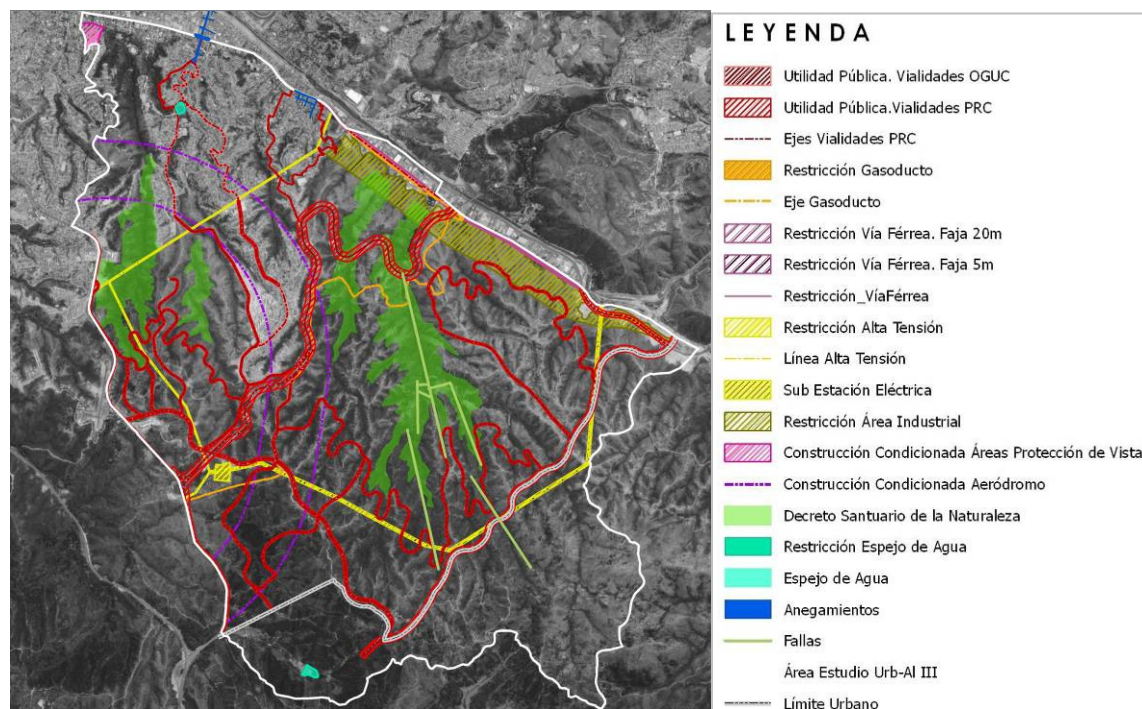 LEYENDA
Utilidad Pública. Vialidades OGUC
Utilidad Pública.Vialidades PRC
Ejes Vialidades PRC
Restricción Gasoducto
Eje Gasoducto
Restricción Vía Férrea. Faja 20m
Restricción Vía Férrea. Faja 5m
Restricción_VíaFérrea
Restricción Alta Tensión
Línea Alta Tensión
Sub Estación Eléctrica
Restricción Área Industrial
Construcción Condicionada Áreas Protección de Vista
Construcción Condicionada Aeródromo
Decreto Santuario de la Naturaleza
Restricción Espejo de Agua
Espejo de Agua
Anegamientos
Fallas
Área Estudio Urb-Al III
Límite Urbano